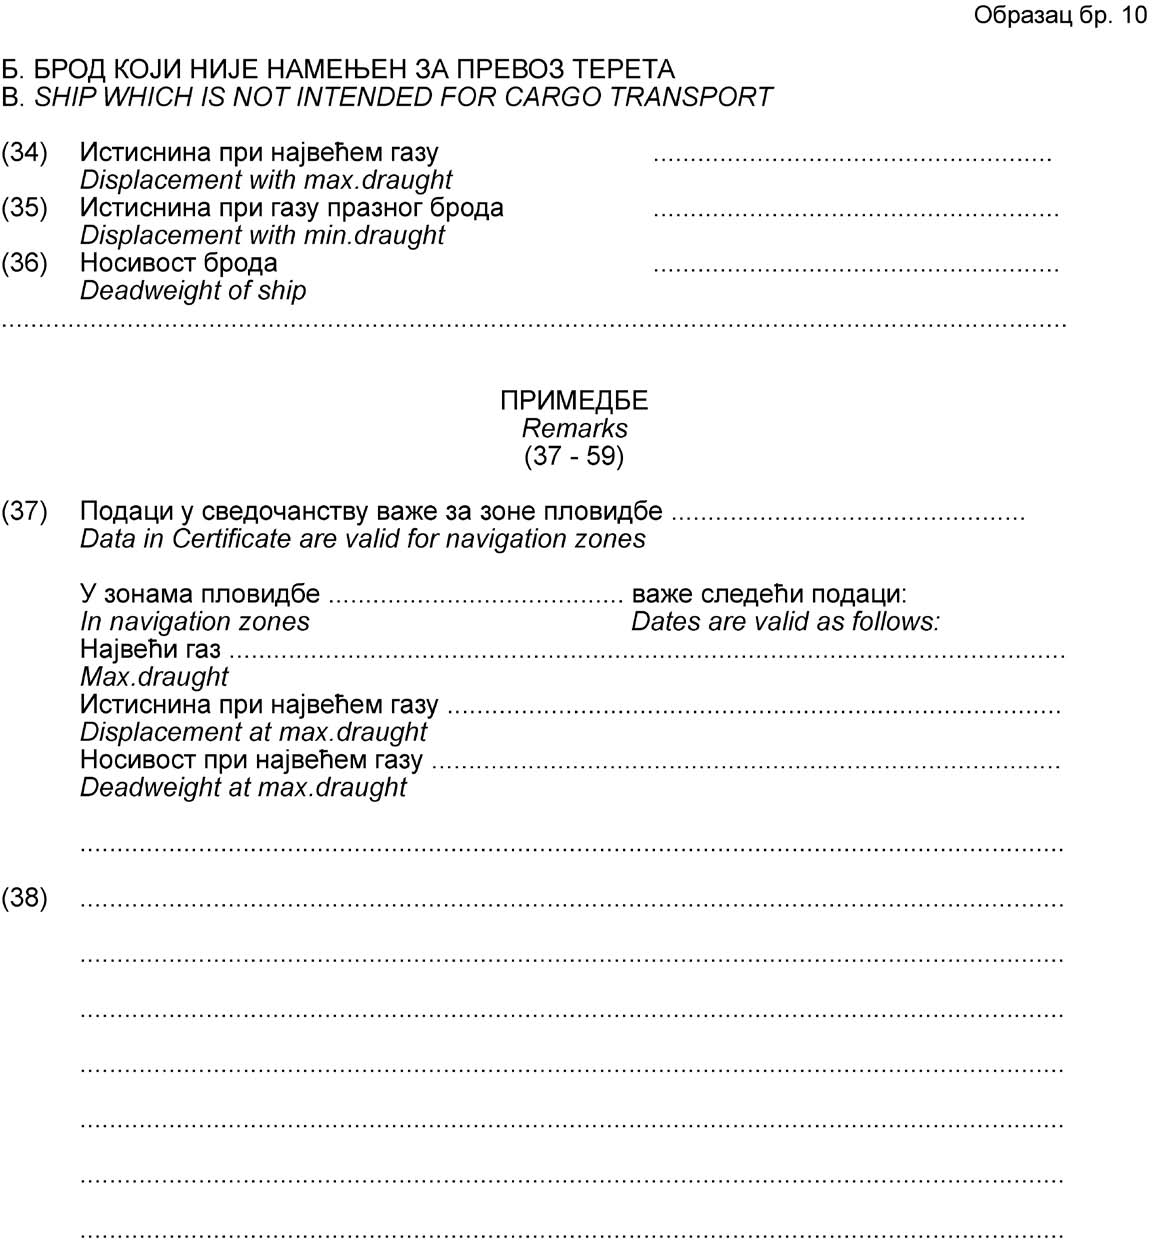 Образац бр. 10
Б. БРОД КОЈИ НИЈЕ НАМЕЊЕН ЗА ПРЕВОЗ ТЕРЕТА
B. SHIP WHICH IS NOT INTENDED FOR CARGO TRANSPORT
(34) Истиснина при највећем газу ......................................................
Displacement with max.draught
(35) Истиснина при газу празног брода .......................................................
Displacement with min.draught
(36) Носивост брода .......................................................
Deadweight of ship
................................................................................................................................................
ПРИМЕДБЕ
Remarks
(37 - 59)
(37) Подаци у сведочанству важе за зоне пловидбе ................................................
Data in Certificate are valid for navigation zones
У зонама пловидбе ........................................ важе следећи подаци:
In navigation zones Dates are valid as follows:
Највећи газ .................................................................................................................
Max.draught
Истиснина при највећем газу ...................................................................................
Displacement at max.draught
Носивост при највећем газу .....................................................................................
Deadweight at max.draught
.....................................................................................................................................
(38) .....................................................................................................................................
.....................................................................................................................................
.....................................................................................................................................
.....................................................................................................................................
.....................................................................................................................................
.....................................................................................................................................
.....................................................................................................................................